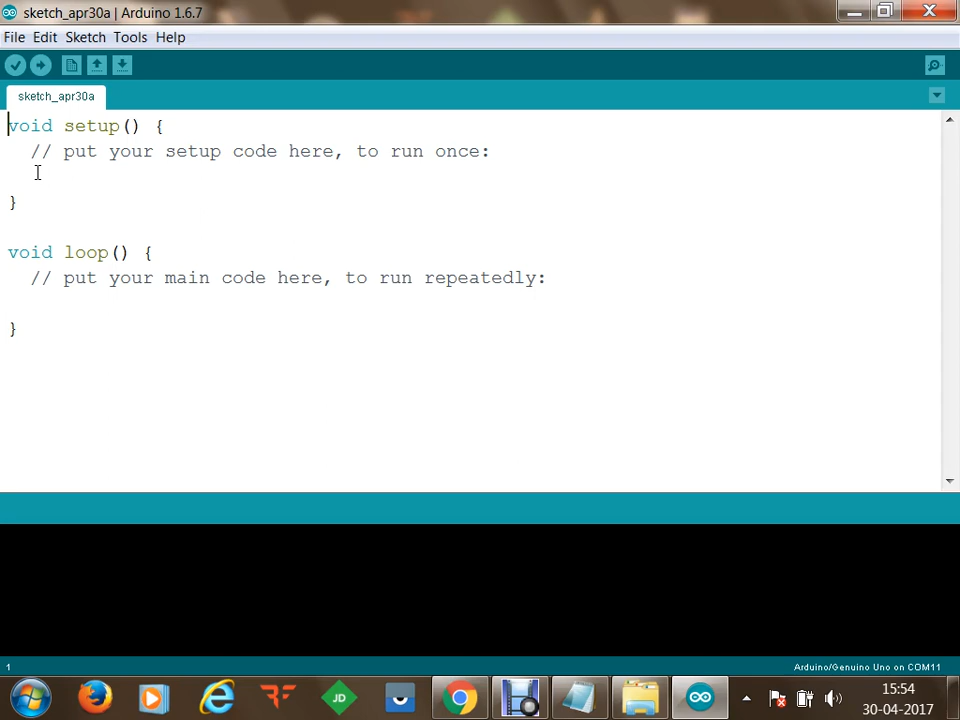 sketch_apr30a | Arduino 1.6.7
File Edit Sketch Tools Help
sketch_apr30a
void setup() {
  // put your setup code here, to run once:
}
void loop() {
  // put your main code here, to run repeatedly:
}
1
Arduino/Genuino Uno on COM11
JD
15:54
30-04-2017